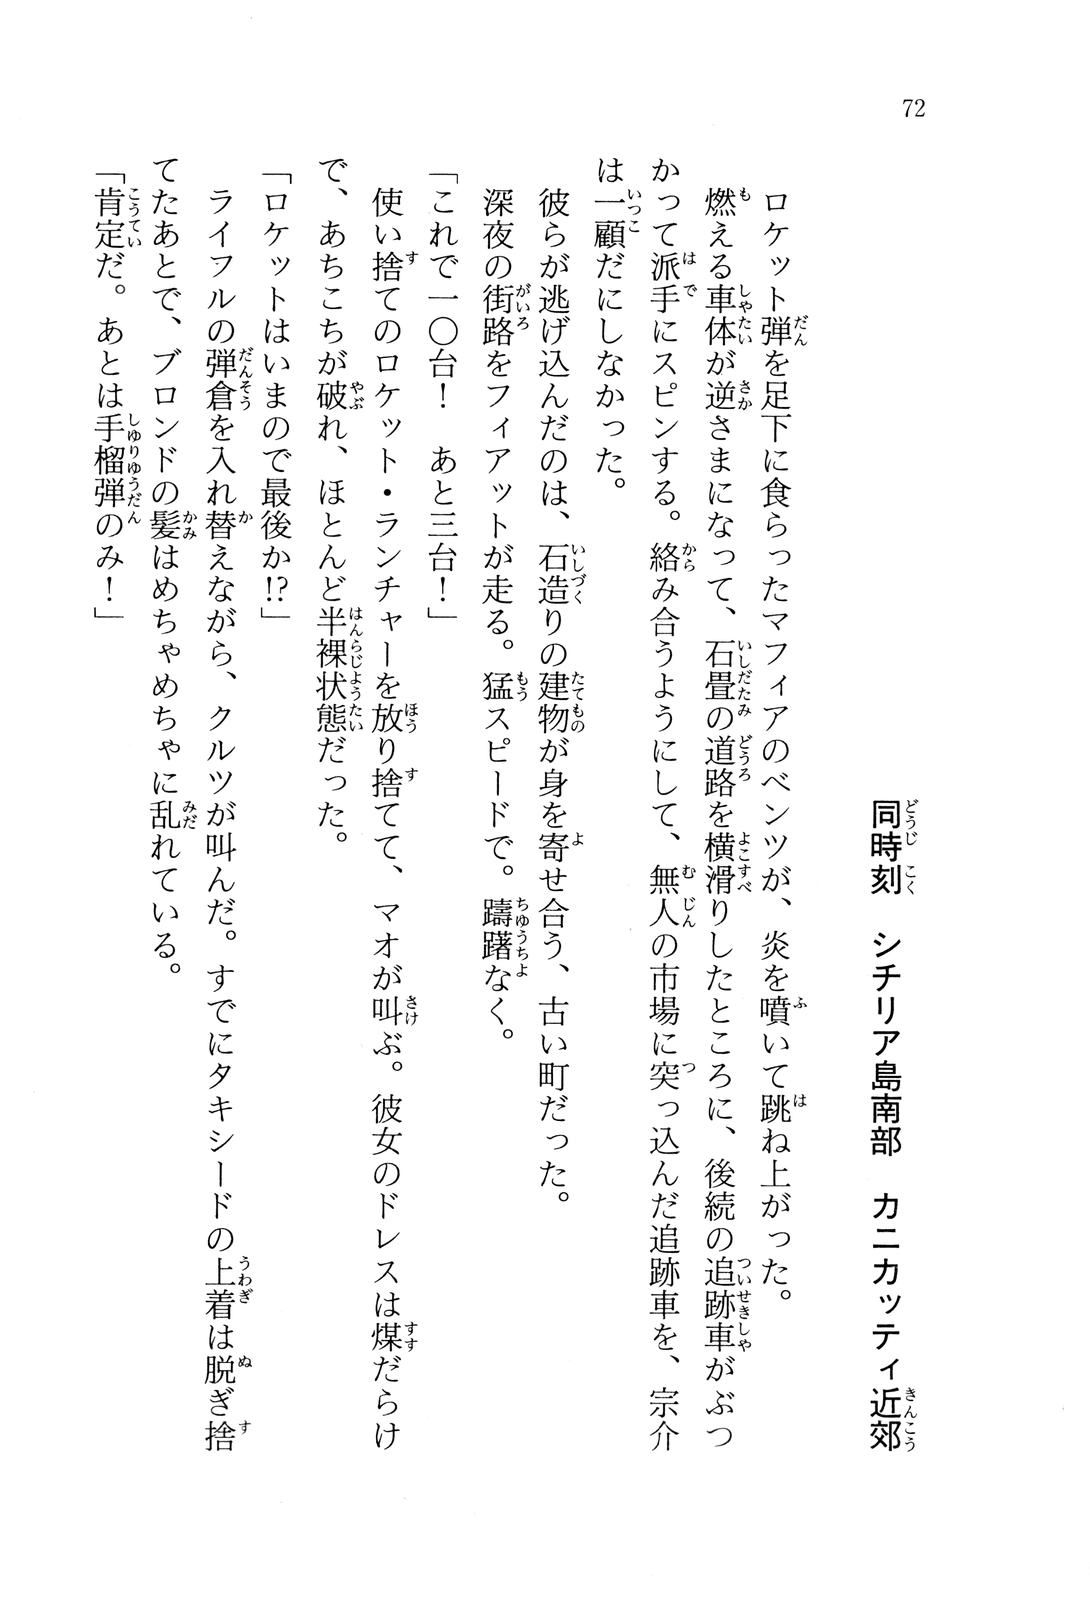 72
同時刻　シチリア島南部　カニカッティ近郊
ロケット弾を足下に食らったマフィアのベンツが、炎を噴いて跳ね上がった。
燃える車体が逆さまになって、石畳の道路を横滑りしたところに、後続の追跡車がぶつ
かって派手にスピンする。絡み合うようにして、無人の市場に突っ込んだ追跡車を、宗介
は一顧だにしなかった。
彼らが逃げ込んだのは、石造りの建物が身を寄せ合う、古い町だった。
深夜の街路をフィアットが走る。猛スピードで。躊躇なく。
「これで一〇台！　あと三台！」
使い捨てのロケット・ランチャーを放り捨てて、マオが叫ぶ。彼女のドレスは煤だらけ
で、あちこちが破れ、ほとんど半裸状態だった。
「ロケットはいまので最後か!?」
ライフルの弾倉を入れ替えながら、クルツが叫んだ。すでにタキシードの上着は脱ぎ捨
てたあとで、ブロンドの髪はめちゃめちゃに乱れている。
「肯定だ。あとは手榴弾のみ！」